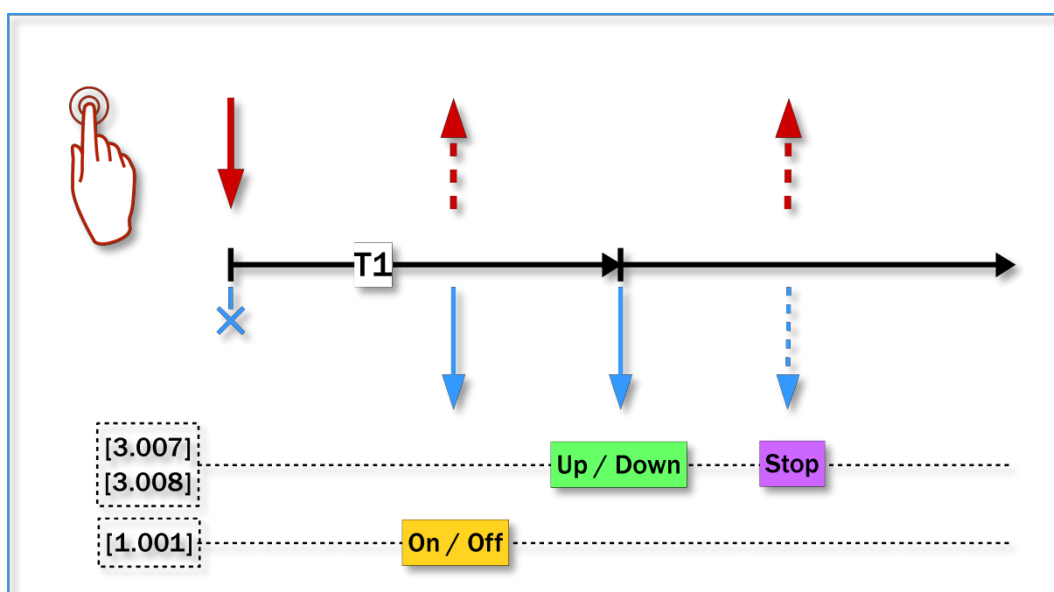 T1
[3.007]
[3.008]
Up / Down
Stop
[1.001]
On / Off